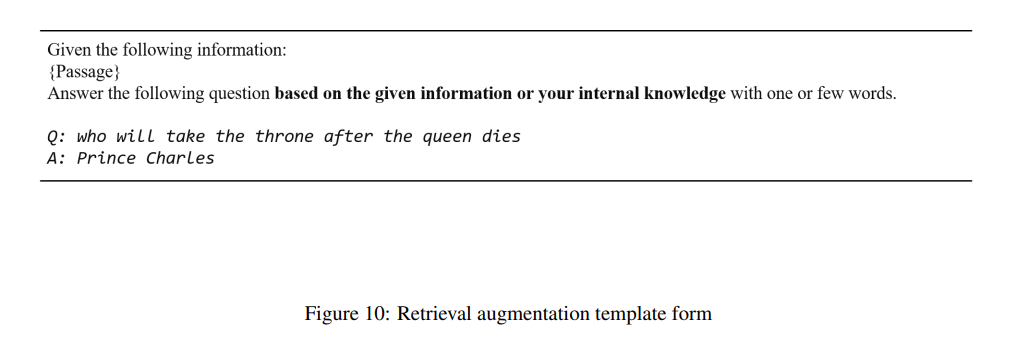 Given the following information:
{Passage}
Answer the following question based on the given information or your internal knowledge with one or few words.
Q: who will take the throne after the queen dies
A: Prince Charles
Figure 10: Retrieval augmentation template form